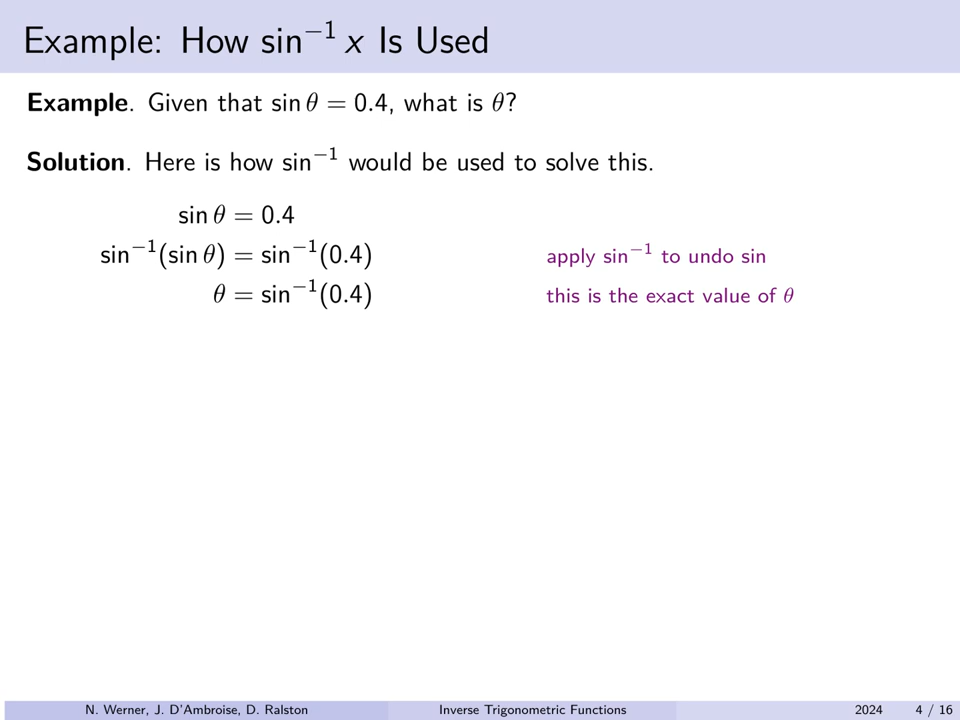 Example: How sin⁻¹ x Is Used
Example. Given that sin θ = 0.4, what is θ?
Solution. Here is how sin⁻¹ would be used to solve this.
sin θ = 0.4
sin⁻¹(sin θ) = sin⁻¹(0.4) apply sin⁻¹ to undo sin
θ = sin⁻¹(0.4) this is the exact value of θ
N. Werner, J. D'Ambroise, D. Ralston Inverse Trigonometric Functions 2024 4 / 16